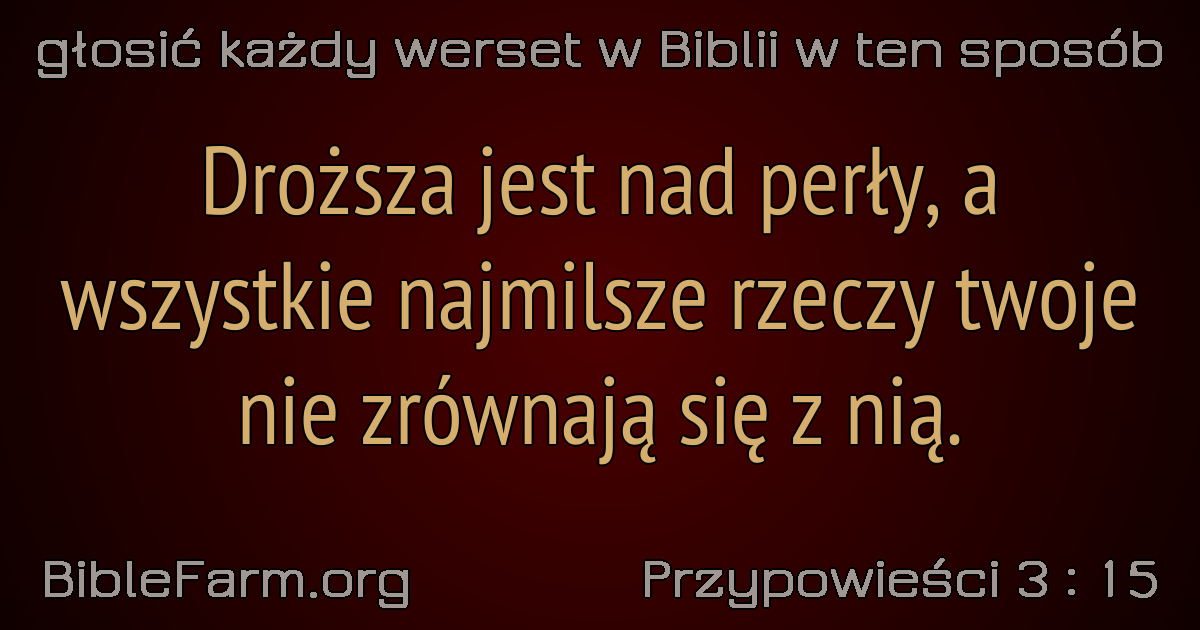 głosić każdy werset w Biblii w ten sposób
Droższa jest nad perły, a
wszystkie najmilsze rzeczy twoje
nie zrównają się z nią.
BibleFarm.org
Przypowieści 3 : 15